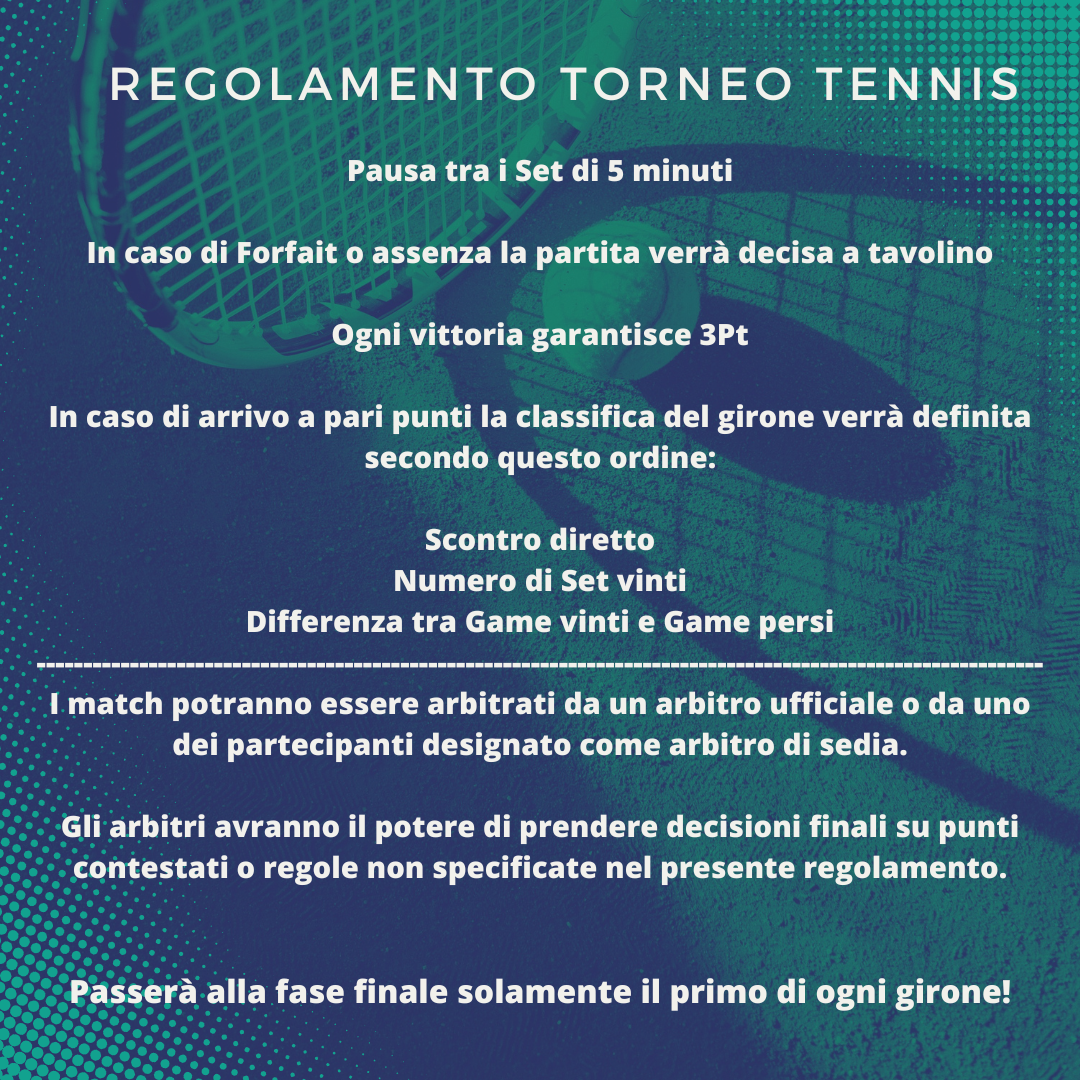 REGOLAMENTO TORNEO TENNIS
Pausa tra i Set di 5 minuti
In caso di Forfait o assenza la partita verrà decisa a tavolino
Ogni vittoria garantisce 3Pt
In caso di arrivo a pari punti la classifica del girone verrà definita
secondo questo ordine:
Scontro diretto
Numero di Set vinti
Differenza tra Game vinti e Game persi
I match potranno essere arbitrati da un arbitro ufficiale o da uno
dei partecipanti designato come arbitro di sedia.
Gli arbitri avranno il potere di prendere decisioni finali su punti
contestati o regole non specificate nel presente regolamento.
Passerà alla fase finale solamente il primo di ogni girone!